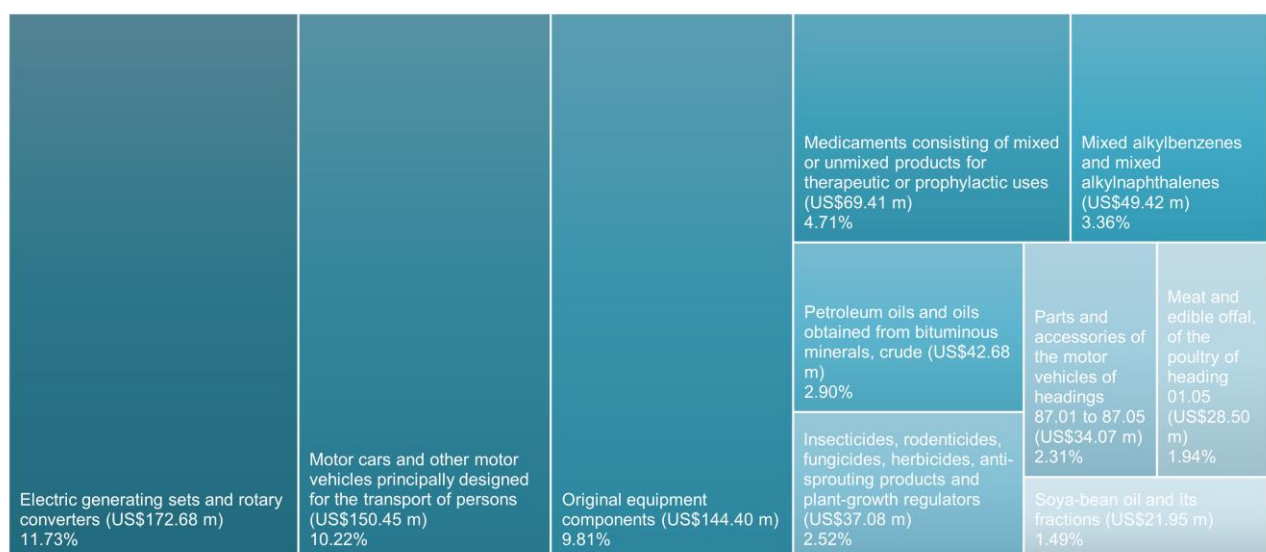 Electric generating sets and rotary
converters (US$172.68 m)
11.73%
Motor cars and other motor
vehicles principally designed
for the transport of persons
(US$150.45 m)
10.22%
Original equipment
components (US$144.40 m)
9.81%
Medicaments consisting of mixed
or unmixed products for
therapeutic or prophylactic uses
(US$69.41 m)
4.71%
Mixed alkylbenzenes
and mixed
alkylnaphthalenes
(US$49.42 m)
3.36%
Petroleum oils and oils
obtained from bituminous
minerals, crude (US$42.68
m)
2.90%
Insecticides, rodenticides,
fungicides, herbicides, anti-
sprouting products and
plant-growth regulators
(US$37.08 m)
2.52%
Parts and
accessories of
the motor
vehicles of
headings
87.01 to 87.05
(US$34.07 m)
2.31%
Meat and
edible offal,
of the
poultry of
heading
01.05
(US$28.50
m)
1.94%
Soya-bean oil and its
fractions (US$21.95 m)
1.49%